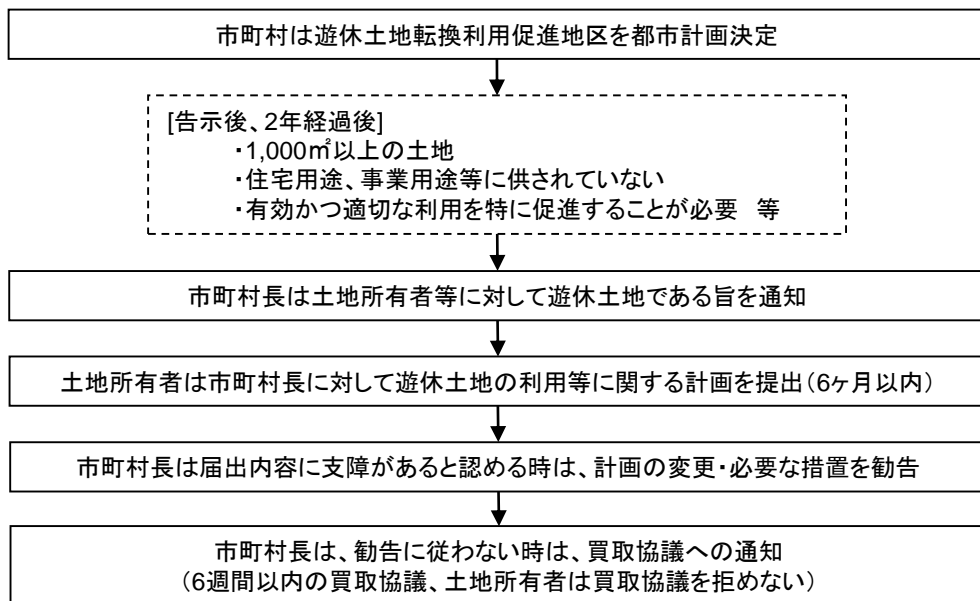 市町村は遊休土地転換利用促進地区を都市計画決定
[告示後、2年経過後]
・1,000㎡以上の土地
・住宅用途、事業用途等に供されていない
・有効かつ適切な利用を特に促進することが必要　等
市町村長は土地所有者等に対して遊休土地である旨を通知
土地所有者は市町村長に対して遊休土地の利用等に関する計画を提出（6ヶ月以内）
市町村長は届出内容に支障があると認める時は、計画の変更・必要な措置を勧告
市町村長は、勧告に従わない時は、買取協議への通知
（6週間以内の買取協議、土地所有者は買取協議を拒めない）